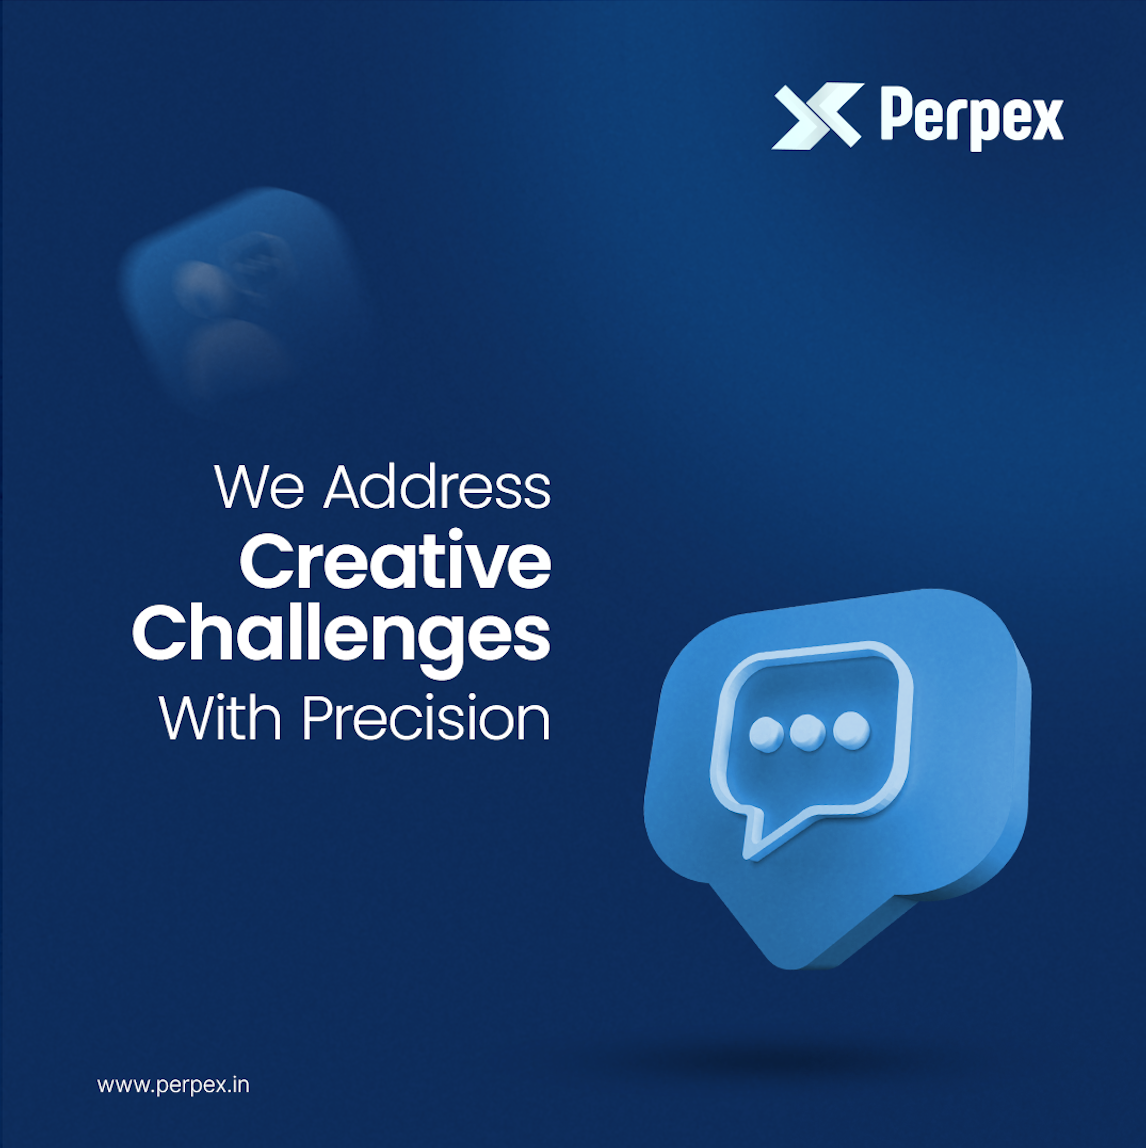 Perpex
We Address
Creative
Challenges
With Precision
www.perpex.in